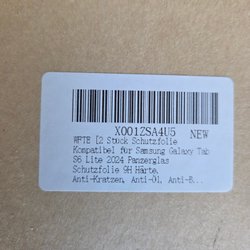 X001ZSA4U5 NEW
WFTE [2 Stück Schutzfolie
Kompatibel für Samsung Galaxy Tab
S6 Lite 2024 Panzerglas
Schutzfolie 9H Härte,
Anti-Kratzen, Anti-Öl, Anti-B...